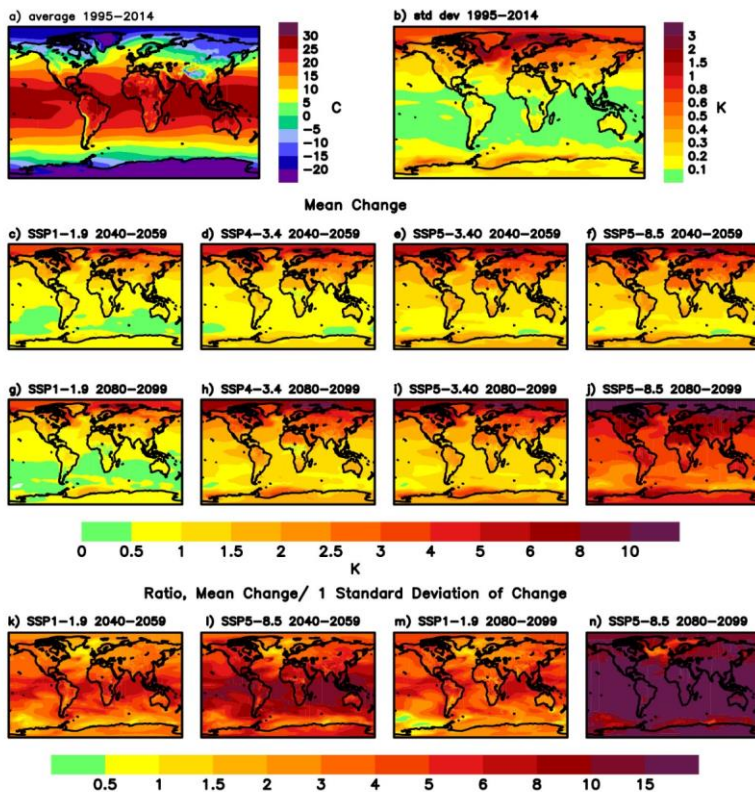 a) average 1995–2014
30
25
20
15
10
5
0
−5
−10
−15
−20
C
b) std dev 1995–2014
3
2
1.5
1
0.8
0.6
0.4
0.3
0.2
0.1
K
Mean Change
c) SSP1−1.9 2040−2059
d) SSP4−3.4 2040−2059
e) SSP5−3.40 2040−2059
f) SSP5−8.5 2040−2059
g) SSP1−1.9 2080−2099
h) SSP4−3.4 2080−2099
i) SSP5−3.40 2080−2099
j) SSP5−8.5 2080−2099
0 0.5 1 1.5 2 2.5 3 4 5 6 8 10
K
Ratio, Mean Change/ 1 Standard Deviation of Change
k) SSP1−1.9 2040−2059
l) SSP5−8.5 2040−2059
m) SSP1−1.9 2080−2099
n) SSP5−8.5 2080−2099
0.5 1 1.5 2 3 4 5 6 8 10 15